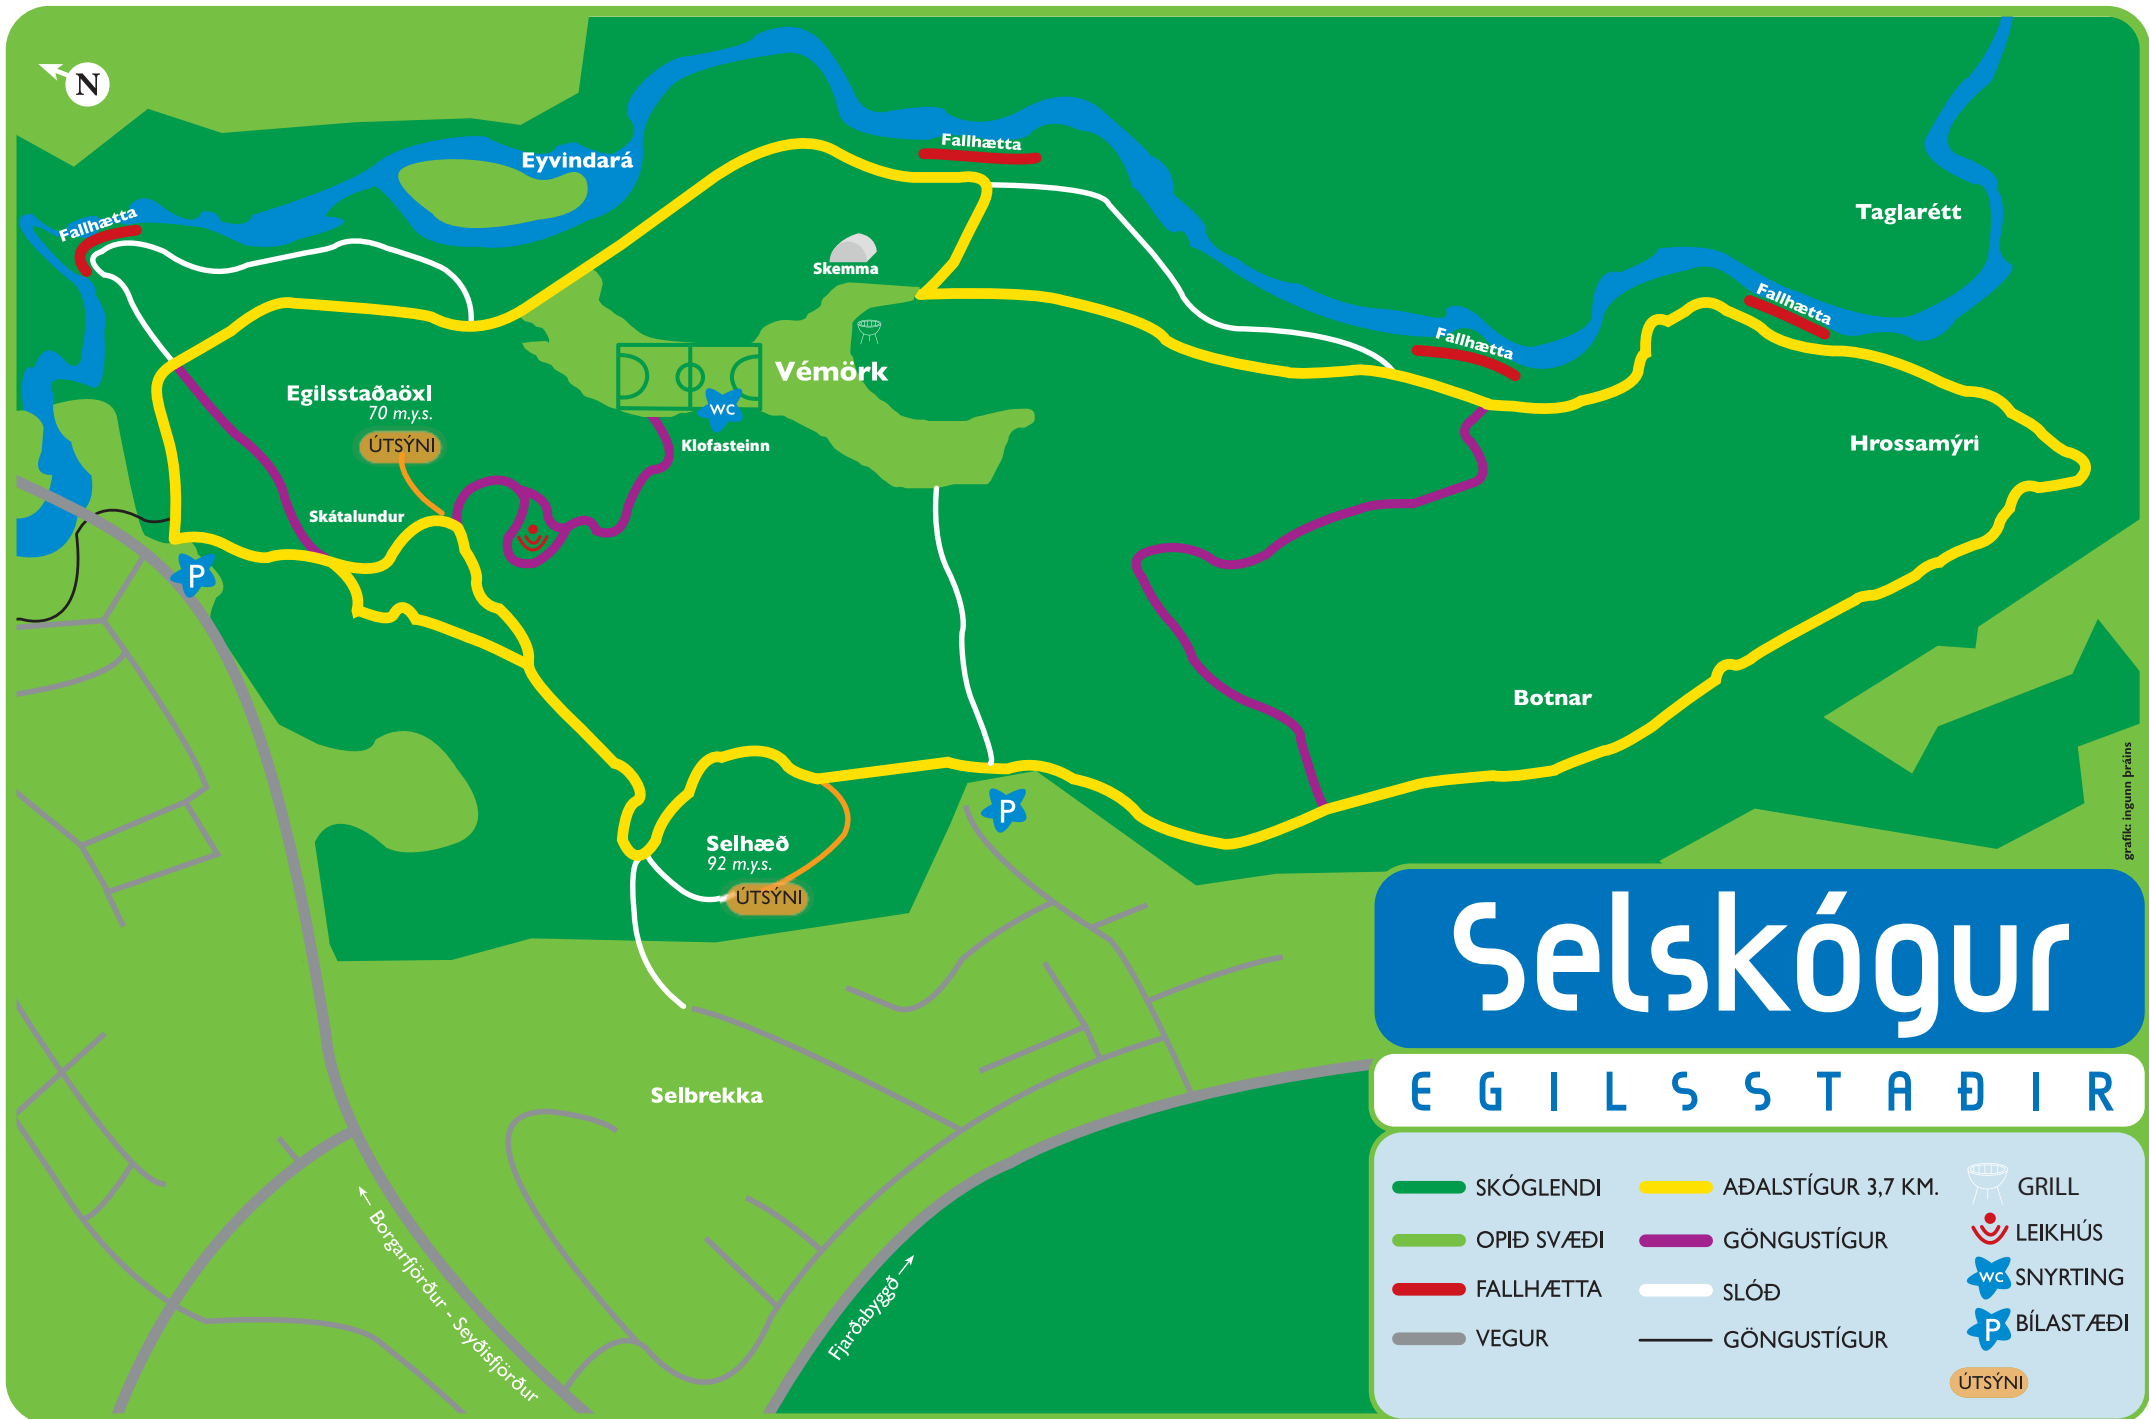 N
Eyvindará
Fallhætta
Fallhætta
Taglarétt
Skemma
Fallhætta
Fallhætta
Vémörk
Egilsstaðaöxl
70 m.y.s.
ÚTSÝNI
WC
Klofasteinn
Hrossamýri
Skátalundur
P
Botnar
P
Selhæð
92 m.y.s.
ÚTSÝNI
grafík: ingunn þráins
Selskógur
EGILSSTAÐIR
Selbrekka
← Borgarfjörður - Seyðisfjörður
Fjarðabyggð →
SKÓGLENDI
OPIÐ SVÆÐI
FALLHÆTTA
VEGUR
AÐALSTÍGUR 3,7 KM.
GÖNGUSTÍGUR
SLÓÐ
GÖNGUSTÍGUR
GRILL
LEIKHÚS
WC SNYRTING
P BÍLASTÆÐI
ÚTSÝNI